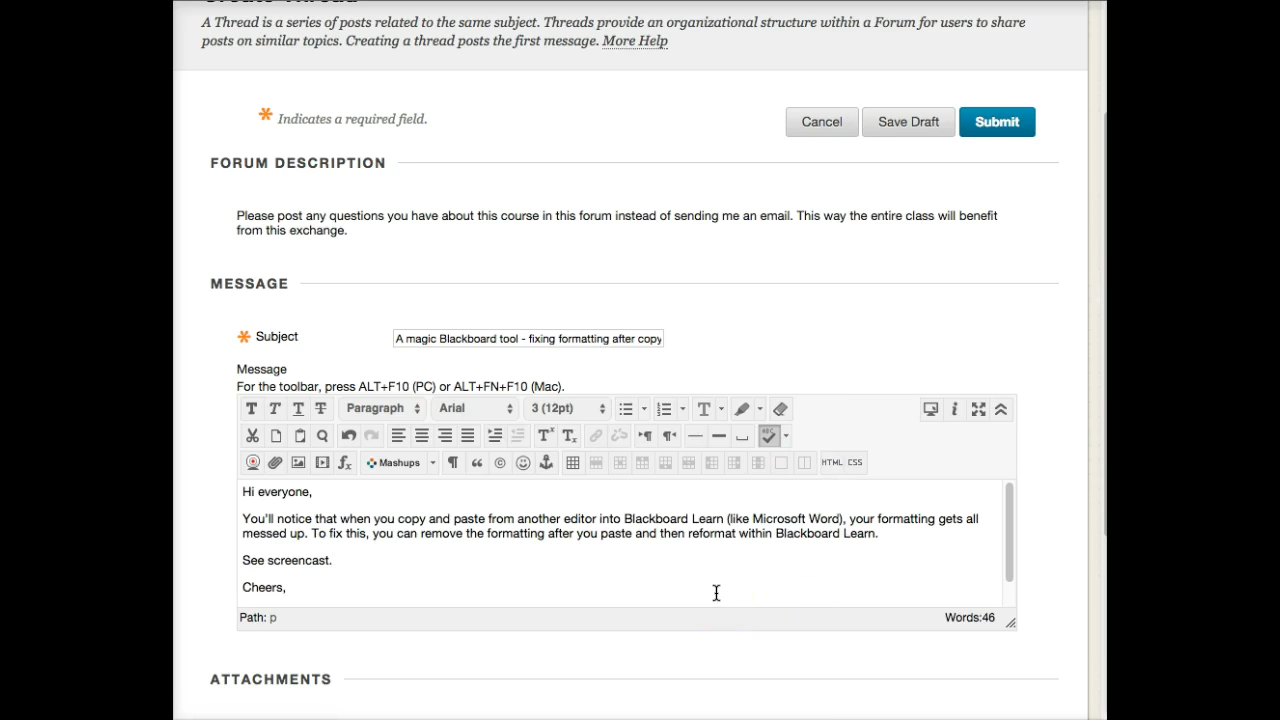 A Thread is a series of posts related to the same subject. Threads provide an organizational structure within a Forum for users to share
posts on similar topics. Creating a thread posts the first message. More Help
Indicates a required field.
Cancel
Save Draft
Submit
FORUM DESCRIPTION
Please post any questions you have about this course in this forum instead of sending me an email. This way the entire class will benefit
from this exchange.
MESSAGE
Subject
A magic Blackboard tool - fixing formatting after copy
Message
For the toolbar, press ALT+F10 (PC) or ALT+FN+F10 (Mac).
T T T T Paragraph Arial 3 (12pt) T
Tx Tx ABC
fx Mashups HTML CSS
Hi everyone,
You'll notice that when you copy and paste from another editor into Blackboard Learn (like Microsoft Word), your formatting gets all
messed up. To fix this, you can remove the formatting after you paste and then reformat within Blackboard Learn.
See screencast.
Cheers,
Path: p
Words:46
ATTACHMENTS